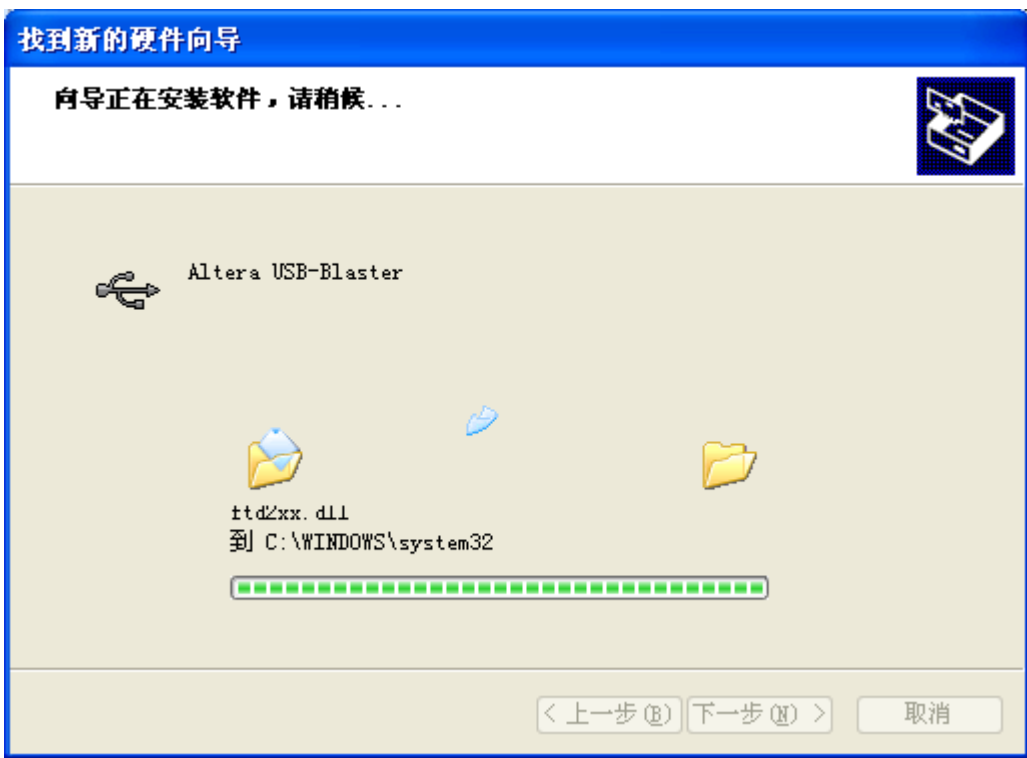 找到新的硬件向导
向导正在安装软件，请稍候...
Altera USB-Blaster
ftd2xx.dll
到 C:\WINDOWS\system32
< 上一步(B) 下一步(N) > 取消